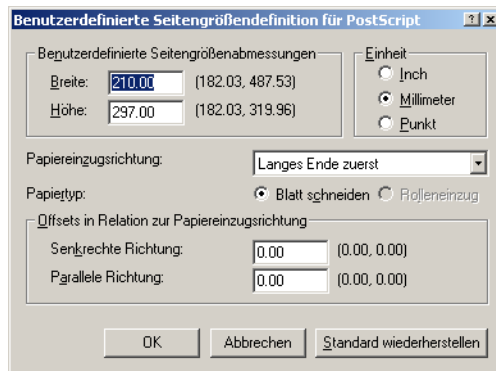 Benutzerdefinierte Seitengrößendefinition für PostScript
Benutzerdefinierte Seitengrößenabmessungen
Breite: 210.00 (182.03, 487.53)
Höhe: 297.00 (182.03, 319.96)
Einheit
Inch
Millimeter
Punkt
Papiereinzugsrichtung: Langes Ende zuerst
Papiertyp: Blatt schneiden Rolleneinzug
Offsets in Relation zur Papiereinzugsrichtung
Senkrechte Richtung: 0.00 (0.00, 0.00)
Parallele Richtung: 0.00 (0.00, 0.00)
OK Abbrechen Standard wiederherstellen